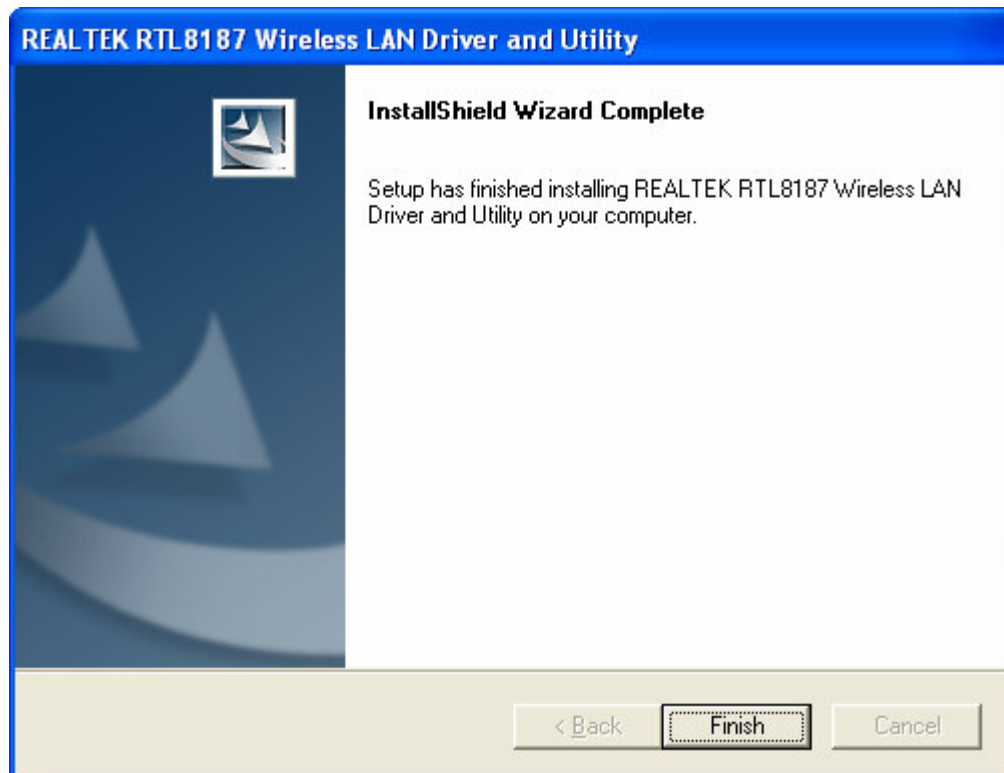 REALTEK RTL8187 Wireless LAN Driver and Utility
InstallShield Wizard Complete
Setup has finished installing REALTEK RTL8187 Wireless LAN
Driver and Utility on your computer.
< Back
Finish
Cancel